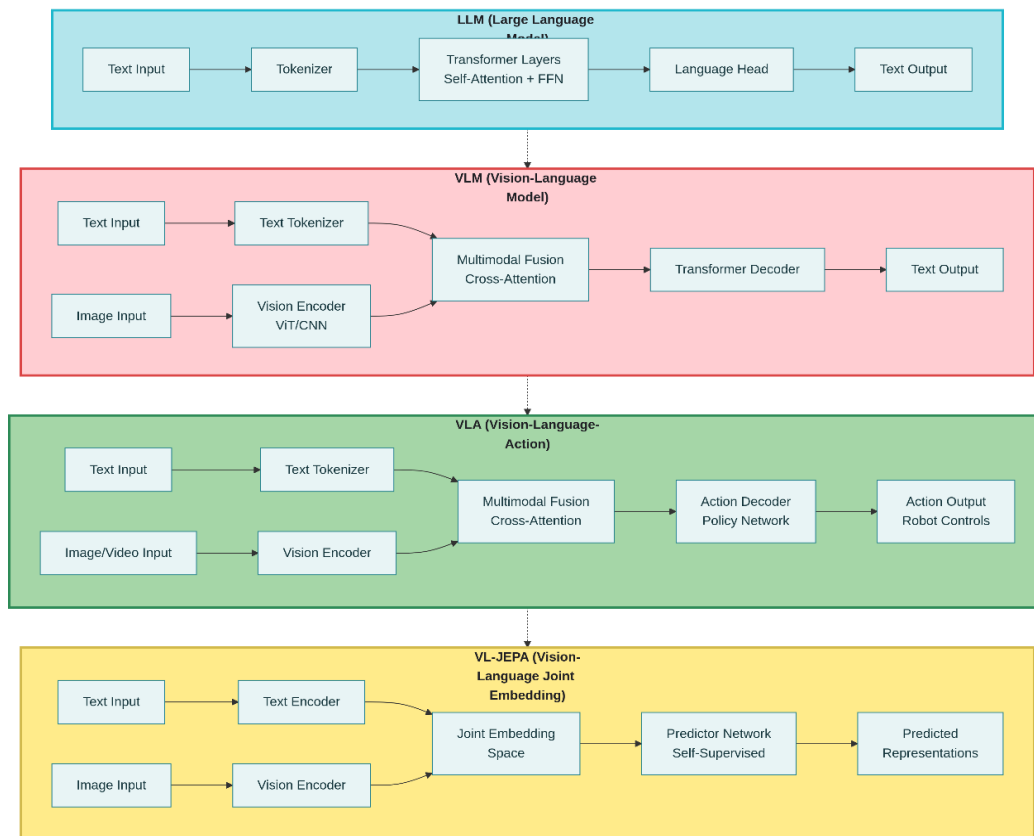 LLM (Large Language
Model)
Text Input
Tokenizer
Transformer Layers
Self-Attention + FFN
Language Head
Text Output
VLM (Vision-Language
Model)
Text Input
Text Tokenizer
Image Input
Vision Encoder
ViT/CNN
Multimodal Fusion
Cross-Attention
Transformer Decoder
Text Output
VLA (Vision-Language-
Action)
Text Input
Text Tokenizer
Image/Video Input
Vision Encoder
Multimodal Fusion
Cross-Attention
Action Decoder
Policy Network
Action Output
Robot Controls
VL-JEPA (Vision-
Language Joint
Embedding)
Text Input
Text Encoder
Image Input
Vision Encoder
Joint Embedding
Space
Predictor Network
Self-Supervised
Predicted
Representations